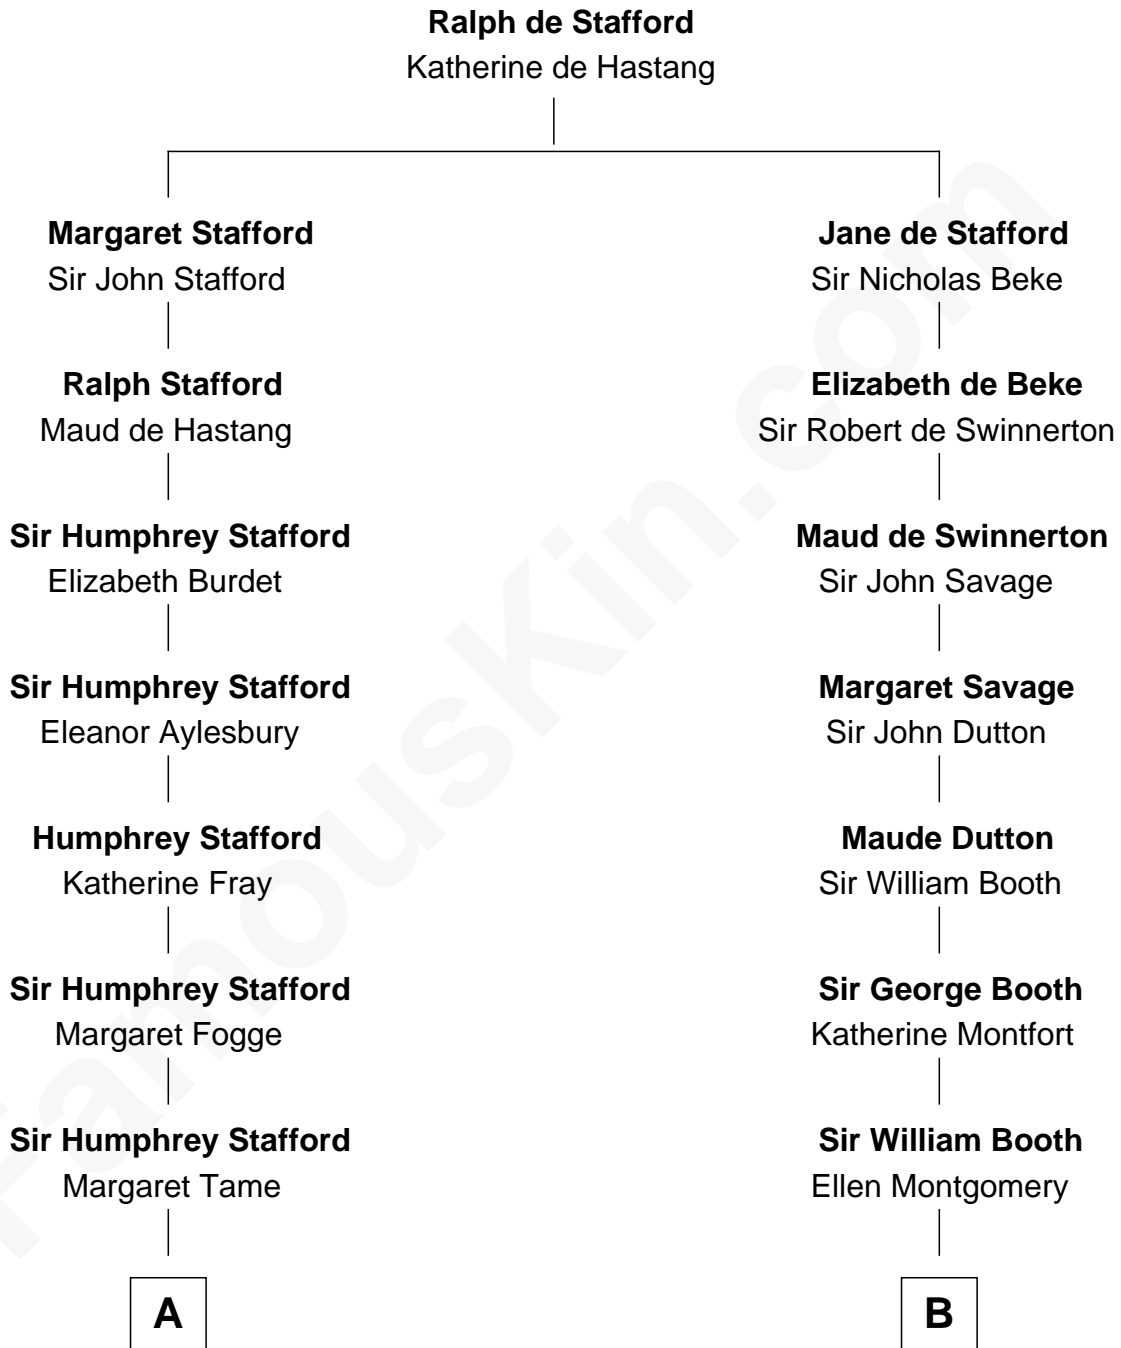 Ralph de Stafford
Katherine de Hastang
Margaret Stafford
Sir John Stafford
Ralph Stafford
Maud de Hastang
Sir Humphrey Stafford
Elizabeth Burdet
Sir Humphrey Stafford
Eleanor Aylesbury
Humphrey Stafford
Katherine Fray
Sir Humphrey Stafford
Margaret Fogge
Sir Humphrey Stafford
Margaret Tame
A
Jane de Stafford
Sir Nicholas Beke
Elizabeth de Beke
Sir Robert de Swinnerton
Maud de Swinnerton
Sir John Savage
Margaret Savage
Sir John Dutton
Maude Dutton
Sir William Booth
Sir George Booth
Katherine Montfort
Sir William Booth
Ellen Montgomery
B
FamousKin.com